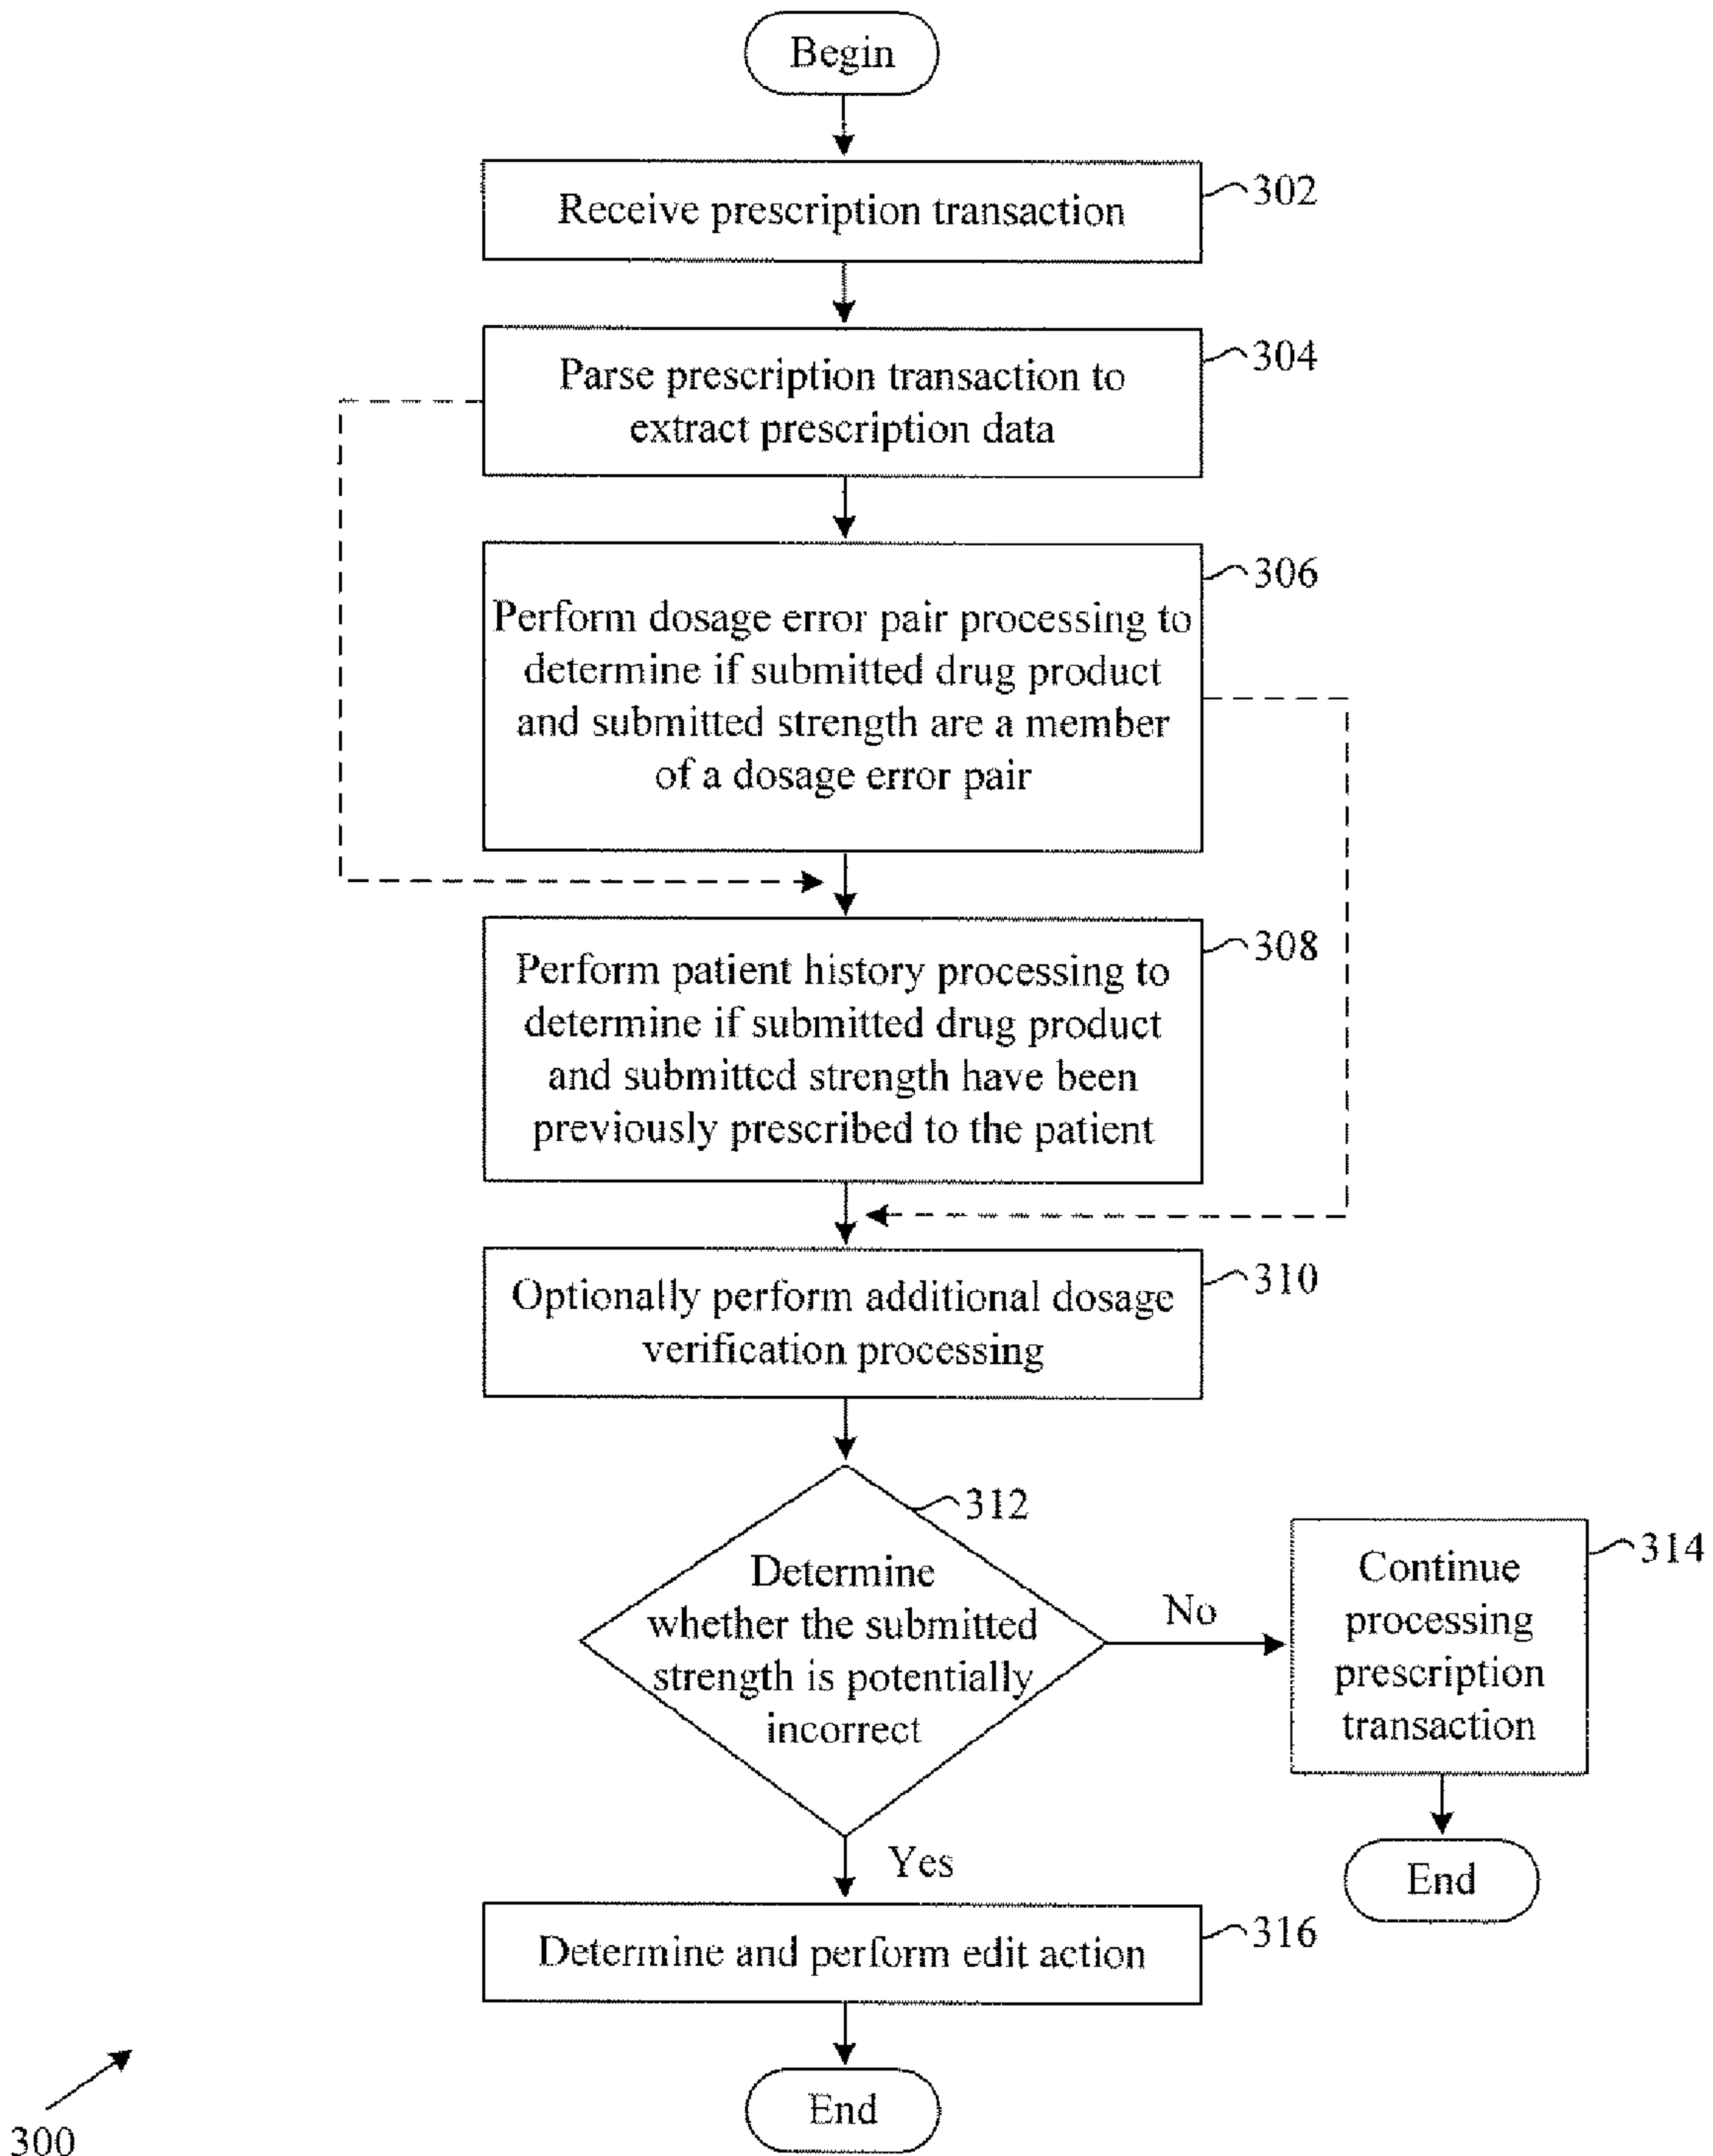 Begin
Receive prescription transaction
302
Parse prescription transaction to
extract prescription data
304
Perform dosage error pair processing to
determine if submitted drug product
and submitted strength are a member
of a dosage error pair
306
Perform patient history processing to
determine if submitted drug product
and submitted strength have been
previously prescribed to the patient
308
Optionally perform additional dosage
verification processing
310
312
Determine
whether the submitted
strength is potentially
incorrect
No
Continue
processing
prescription
transaction
314
End
Yes
Determine and perform edit action
316
End
300